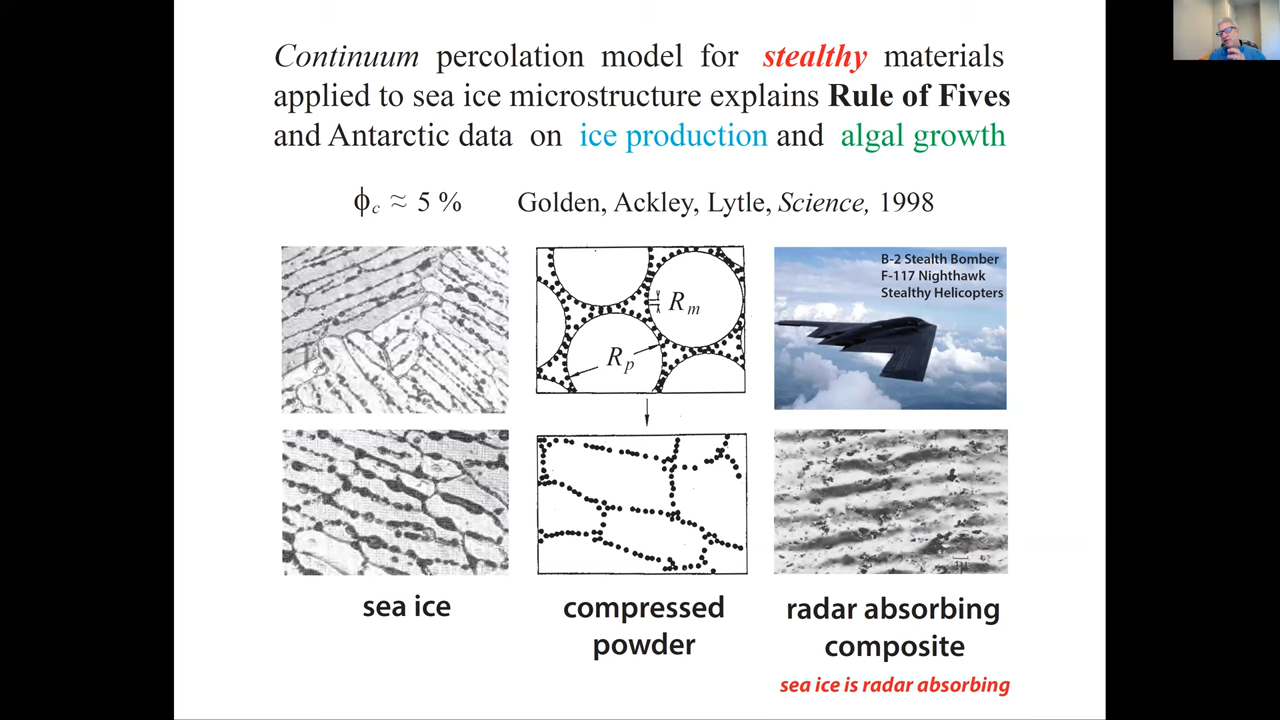 Continuum percolation model for stealthy materials
applied to sea ice microstructure explains Rule of Fives
and Antarctic data on ice production and algal growth
ϕc ≈ 5 % Golden, Ackley, Lytle, Science, 1998
B-2 Stealth Bomber
F-117 Nighthawk
Stealthy Helicopters
Rm
Rp
sea ice
compressed
powder
radar absorbing
composite
sea ice is radar absorbing